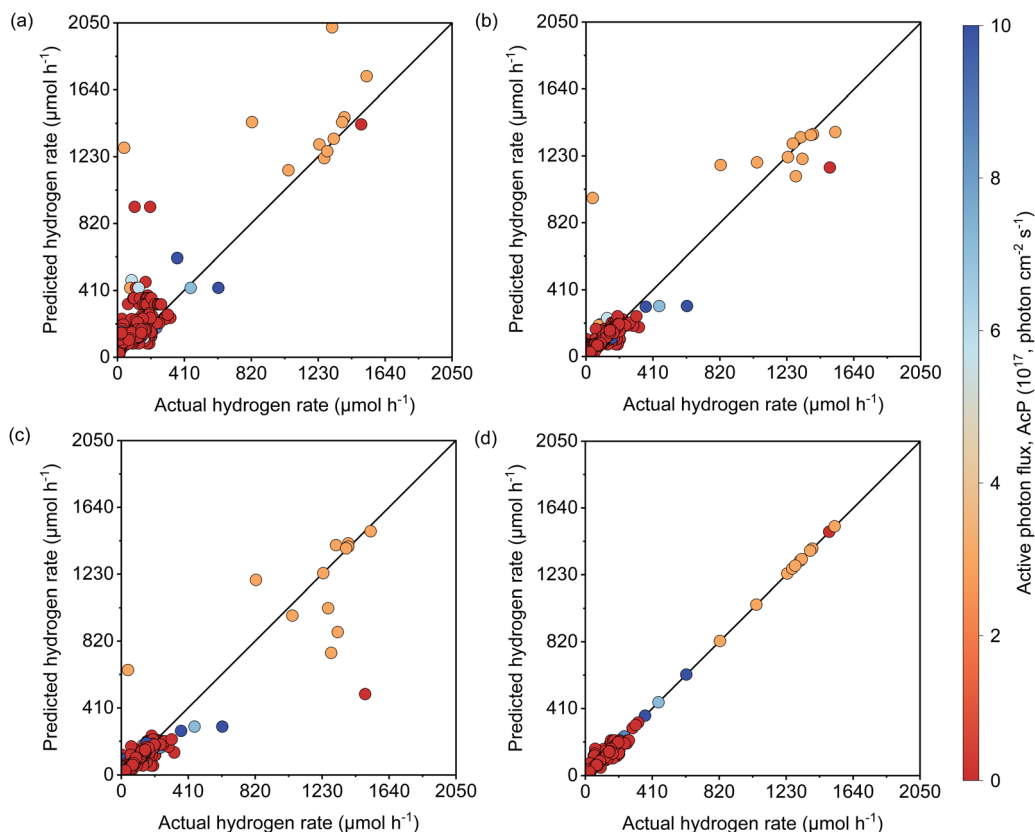 (a)
2050
1640
1230
820
410
0
Predicted hydrogen rate (μmol h⁻¹)
0 410 820 1230 1640 2050
Actual hydrogen rate (μmol h⁻¹)
(b)
2050
1640
1230
820
410
0
Predicted hydrogen rate (μmol h⁻¹)
0 410 820 1230 1640 2050
Actual hydrogen rate (μmol h⁻¹)
(c)
2050
1640
1230
820
410
0
Predicted hydrogen rate (μmol h⁻¹)
0 410 820 1230 1640 2050
Actual hydrogen rate (μmol h⁻¹)
(d)
2050
1640
1230
820
410
0
Predicted hydrogen rate (μmol h⁻¹)
0 410 820 1230 1640 2050
Actual hydrogen rate (μmol h⁻¹)
10
8
6
4
2
0
Active photon flux, AcP (10¹⁷, photon cm⁻² s⁻¹)